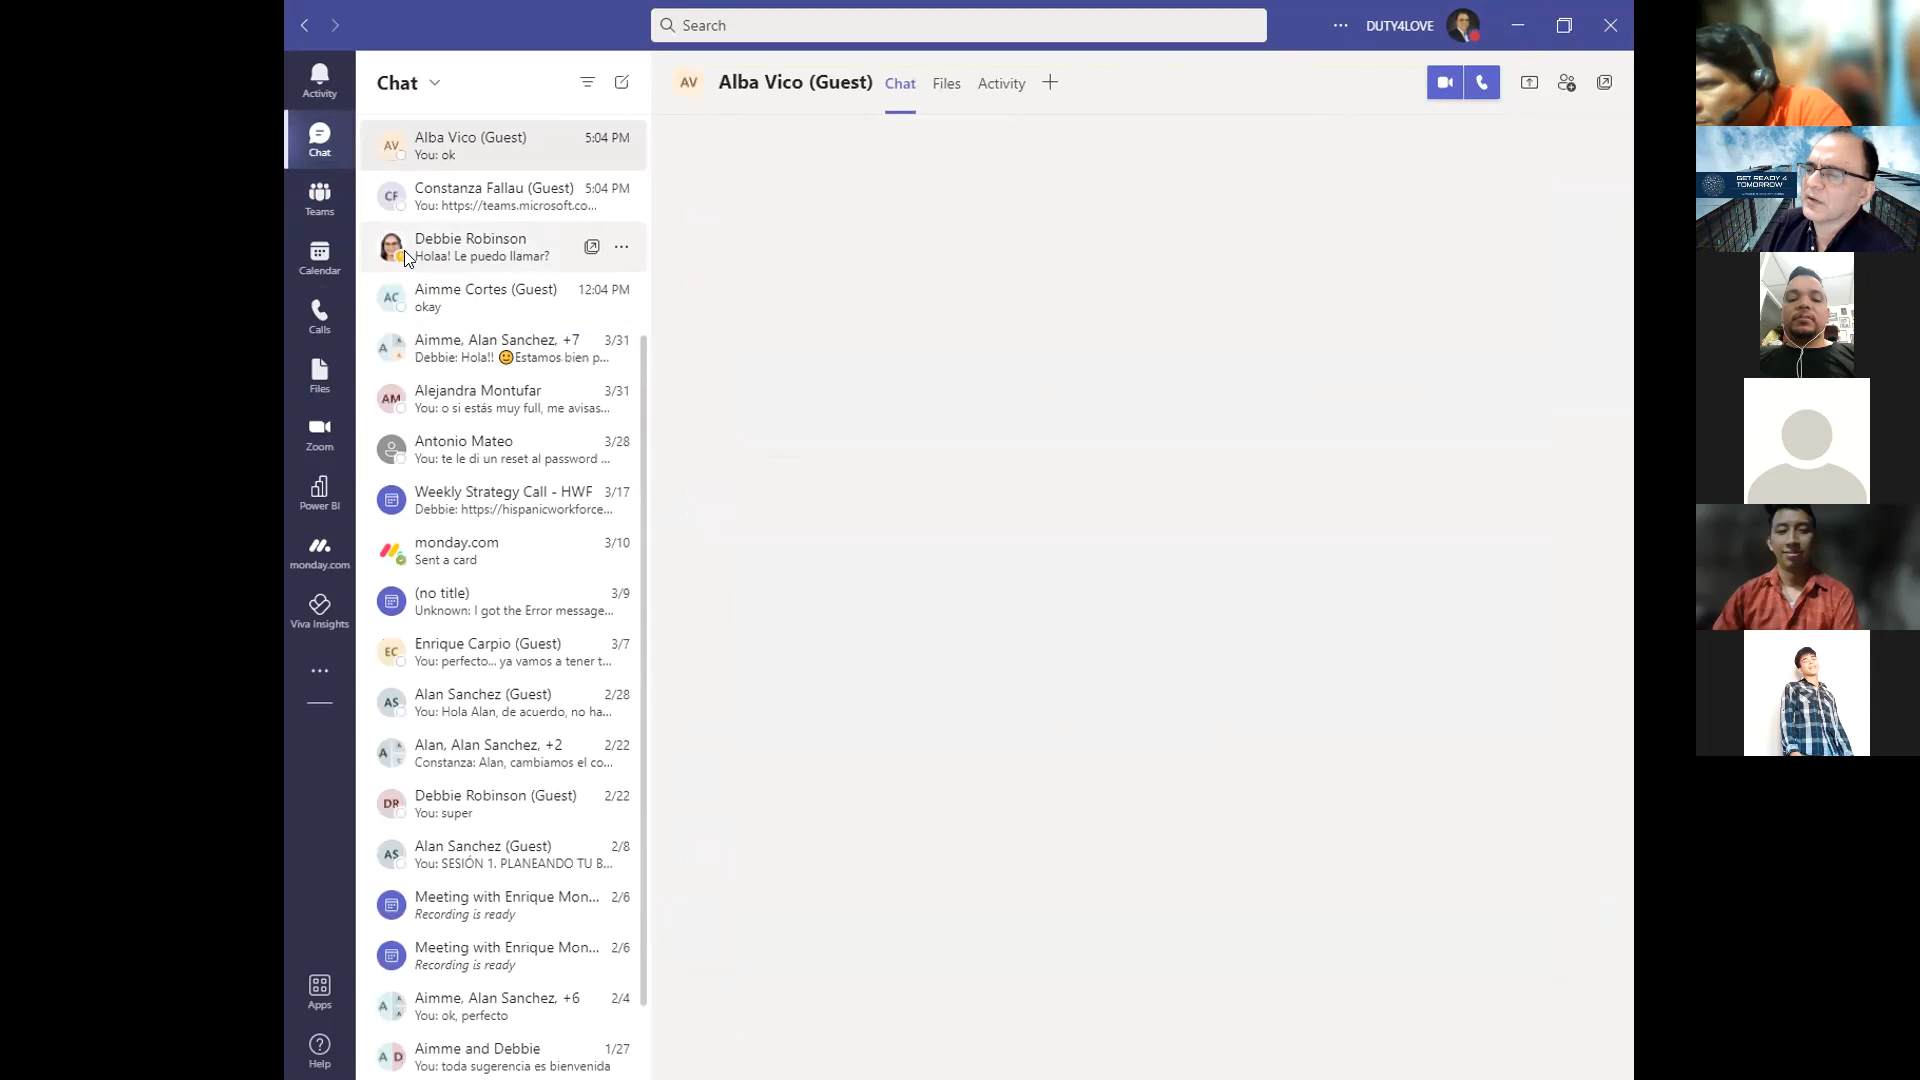 Search
DUTY4LOVE
Activity
Chat
Teams
Calendar
Calls
Files
Zoom
Power BI
monday.com
Viva Insights
Apps
Help
Chat
AV
Alba Vico (Guest)
5:04 PM
You: ok
CF
Constanza Fallau (Guest)
5:04 PM
You: https://teams.microsoft.co...
Debbie Robinson
Holaa! Le puedo llamar?
AC
Aimme Cortes (Guest)
12:04 PM
okay
A
Aimme, Alan Sanchez, +7
3/31
Debbie: Hola!! Estamos bien p...
AM
Alejandra Montufar
3/31
You: o si estás muy full, me avisas...
Antonio Mateo
3/28
You: te le di un reset al password ...
Weekly Strategy Call - HWF
3/17
Debbie: https://hispanicworkforce...
monday.com
3/10
Sent a card
(no title)
3/9
Unknown: I got the Error message...
EC
Enrique Carpio (Guest)
3/7
You: perfecto... ya vamos a tener t...
AS
Alan Sanchez (Guest)
2/28
You: Hola Alan, de acuerdo, no ha...
A
Alan, Alan Sanchez, +2
2/22
Constanza: Alan, cambiamos el co...
DR
Debbie Robinson (Guest)
2/22
You: super
AS
Alan Sanchez (Guest)
2/8
You: SESIÓN 1. PLANEANDO TU B...
Meeting with Enrique Mon...
2/6
Recording is ready
Meeting with Enrique Mon...
2/6
Recording is ready
A
Aimme, Alan Sanchez, +6
2/4
You: ok, perfecto
A D
Aimme and Debbie
1/27
You: toda sugerencia es bienvenida
AV
Alba Vico (Guest)
Chat
Files
Activity
GET READY 4
TOMORROW